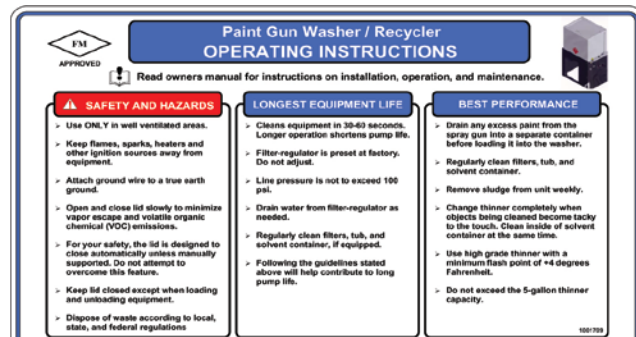 FM
APPROVED
Paint Gun Washer / Recycler
OPERATING INSTRUCTIONS
Read owners manual for instructions on installation, operation, and maintenance.
SAFETY AND HAZARDS
➢ Use ONLY in well ventilated areas.
➢ Keep flames, sparks, heaters and
other ignition sources away from
equipment.
➢ Attach ground wire to a true earth
ground.
➢ Open and close lid slowly to minimize
vapor escape and volatile organic
chemical (VOC) emissions.
➢ For your safety, the lid is designed to
close automatically unless manually
supported. Do not attempt to
overcome this feature.
➢ Keep lid closed except when loading
and unloading equipment.
➢ Dispose of waste according to local,
state, and federal regulations
LONGEST EQUIPMENT LIFE
➢ Cleans equipment in 30-60 seconds.
Longer operation shortens pump life.
➢ Filter-regulator is preset at factory.
Do not adjust.
➢ Line pressure is not to exceed 100
psi.
➢ Drain water from filter-regulator as
needed.
➢ Regularly clean filters, tub, and
solvent container, if equipped.
➢ Following the guidelines stated
above will help contribute to long
pump life.
BEST PERFORMANCE
➢ Drain any excess paint from the
spray gun into a separate container
before loading it into the washer.
➢ Regularly clean filters, tub, and
solvent container.
➢ Remove sludge from unit weekly.
➢ Change thinner completely when
objects being cleaned become tacky
to the touch. Clean inside of solvent
container at the same time.
➢ Use high grade thinner with a
minimum flash point of +4 degrees
Fahrenheit.
➢ Do not exceed the 5-gallon thinner
capacity.
1001709